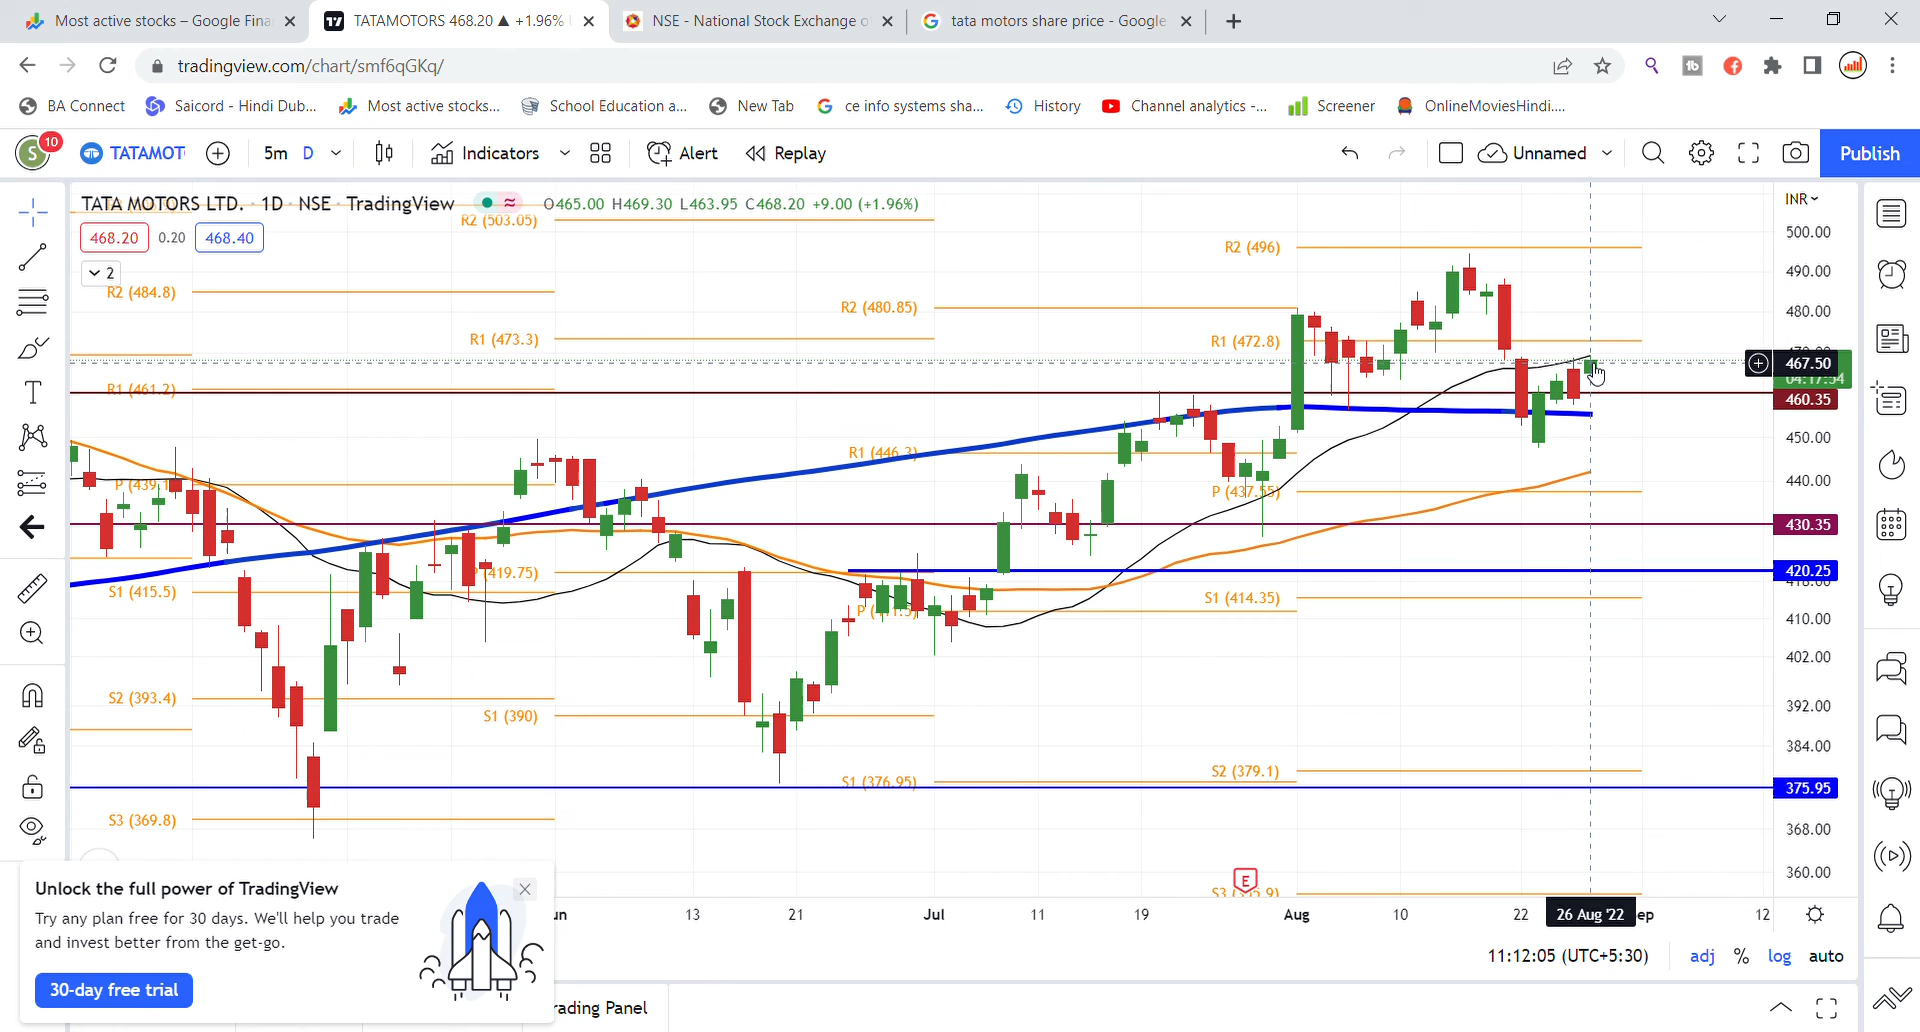 Most active stocks – Google Fina
TATAMOTORS 468.20 ▲ +1.96%
NSE - National Stock Exchange o
tata motors share price - Google
tradingview.com/chart/smf6qGKq/
BA Connect
Saicord - Hindi Dub...
Most active stocks...
School Education a...
New Tab
ce info systems sha...
History
Channel analytics -...
Screener
OnlineMoviesHindi....
S 10
TATAMOT
5m D
Indicators
Alert
Replay
Unnamed
Publish
TATA MOTORS LTD. · 1D · NSE · TradingView
O465.00 H469.30 L463.95 C468.20 +9.00 (+1.96%)
INR
468.20 0.20 468.40
2
R2 (503.05)
R2 (496)
R2 (484.8)
R2 (480.85)
R1 (473.3)
R1 (472.8)
R1 (461.2)
R1 (446.3)
P (439.1
P (437.55)
P (419.75)
S1 (415.5)
S1 (414.35)
S2 (393.4)
S1 (390)
S1 (376.95)
S2 (379.1)
S3 (369.8)
500.00
490.00
480.00
467.50
04:17:54
460.35
450.00
440.00
430.35
420.25
410.00
402.00
392.00
384.00
375.95
368.00
360.00
E
13 21 Jul 11 19 Aug 10 22 26 Aug '22 ep 12
11:12:05 (UTC+5:30)
adj % log auto
Unlock the full power of TradingView
Try any plan free for 30 days. We'll help you trade
and invest better from the get-go.
30-day free trial
rading Panel